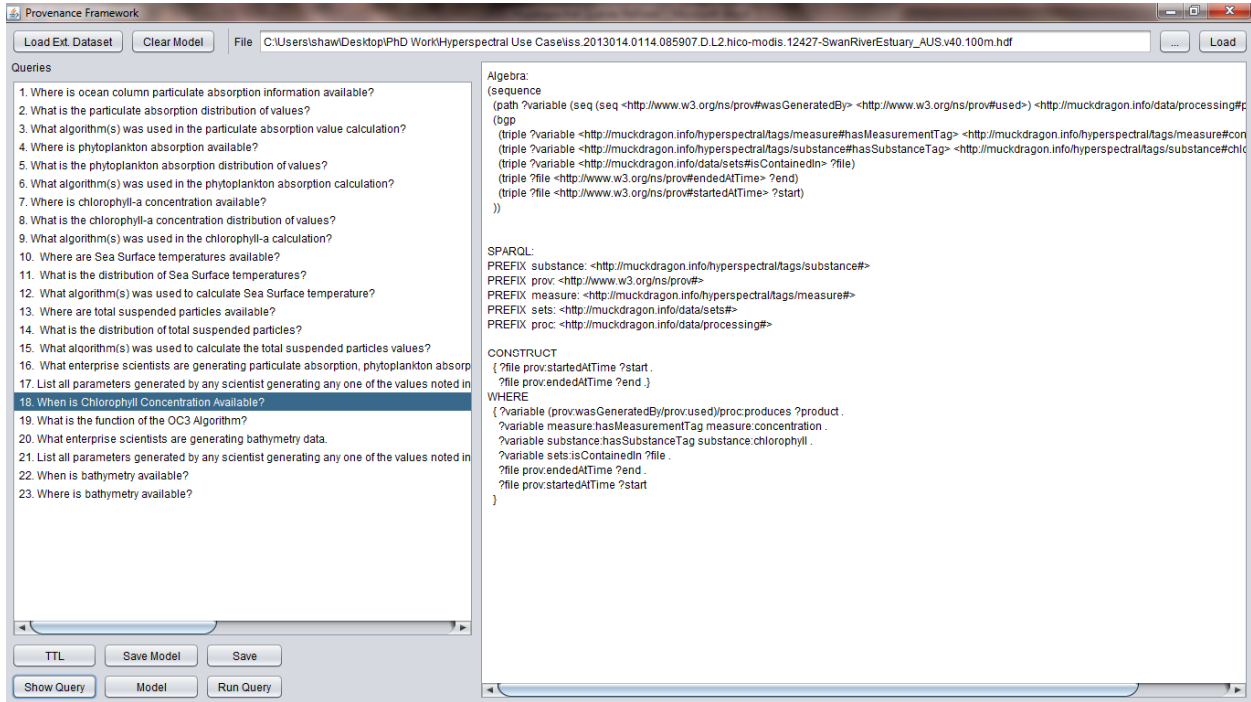 Provenance Framework
Load Ext. Dataset
Clear Model
File
C:\Users\shaw\Desktop\PhD Work\Hyperspectral Use Case\iss.2013014.0114.085907.D.L2.hico-modis.12427-SwanRiverEstuary_AUS.v40.100m.hdf
...
Load
Queries
1. Where is ocean column particulate absorption information available?
2. What is the particulate absorption distribution of values?
3. What algorithm(s) was used in the particulate absorption value calculation?
4. Where is phytoplankton absorption available?
5. What is the phytoplankton absorption distribution of values?
6. What algorithm(s) was used in the phytoplankton absorption calculation?
7. Where is chlorophyll-a concentration available?
8. What is the chlorophyll-a concentration distribution of values?
9. What algorithm(s) was used in the chlorophyll-a calculation?
10. Where are Sea Surface temperatures available?
11. What is the distribution of Sea Surface temperatures?
12. What algorithm(s) was used to calculate Sea Surface temperature?
13. Where are total suspended particles available?
14. What is the distribution of total suspended particles?
15. What algorithm(s) was used to calculate the total suspended particles values?
16. What enterprise scientists are generating particulate absorption, phytoplankton absorp
17. List all parameters generated by any scientist generating any one of the values noted in
18. When is Chlorophyll Concentration Available?
19. What is the function of the OC3 Algorithm?
20. What enterprise scientists are generating bathymetry data.
21. List all parameters generated by any scientist generating any one of the values noted in
22. When is bathymetry available?
23. Where is bathymetry available?
TTL
Save Model
Save
Show Query
Model
Run Query
Algebra:
(sequence
(path ?variable (seq (seq <http://www.w3.org/ns/prov#wasGeneratedBy> <http://www.w3.org/ns/prov#used>) <http://muckdragon.info/data/processing#p
(bgp
(triple ?variable <http://muckdragon.info/hyperspectral/tags/measure#hasMeasurementTag> <http://muckdragon.info/hyperspectral/tags/measure#con
(triple ?variable <http://muckdragon.info/hyperspectral/tags/substance#hasSubstanceTag> <http://muckdragon.info/hyperspectral/tags/substance#chlo
(triple ?variable <http://muckdragon.info/data/sets#isContainedIn> ?file)
(triple ?file <http://www.w3.org/ns/prov#endedAtTime> ?end)
(triple ?file <http://www.w3.org/ns/prov#startedAtTime> ?start)
))
SPARQL:
PREFIX substance: <http://muckdragon.info/hyperspectral/tags/substance#>
PREFIX prov: <http://www.w3.org/ns/prov#>
PREFIX measure: <http://muckdragon.info/hyperspectral/tags/measure#>
PREFIX sets: <http://muckdragon.info/data/sets#>
PREFIX proc: <http://muckdragon.info/data/processing#>
CONSTRUCT
{ ?file prov:startedAtTime ?start .
?file prov:endedAtTime ?end .}
WHERE
{ ?variable (prov:wasGeneratedBy/prov:used)/proc:produces ?product .
?variable measure:hasMeasurementTag measure:concentration .
?variable substance:hasSubstanceTag substance:chlorophyll .
?variable sets:isContainedIn ?file .
?file prov:endedAtTime ?end .
?file prov:startedAtTime ?start
}